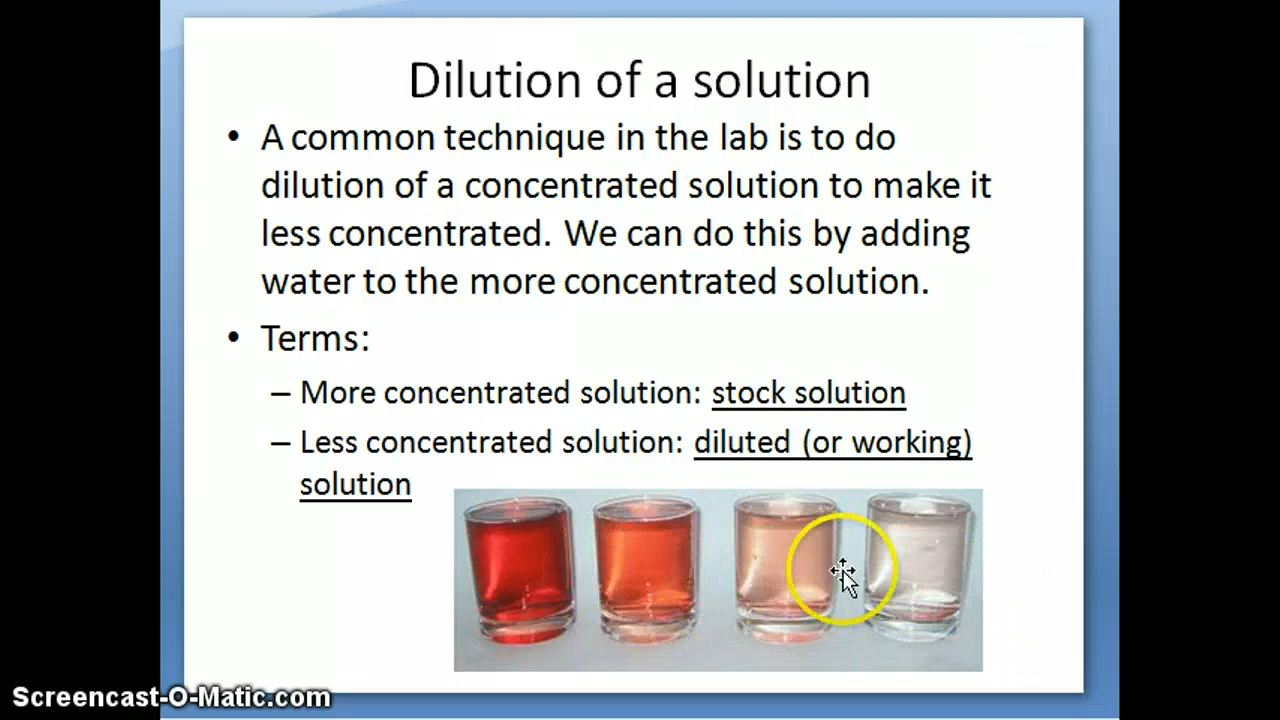 Dilution of a solution
• A common technique in the lab is to do
dilution of a concentrated solution to make it
less concentrated. We can do this by adding
water to the more concentrated solution.
• Terms:
– More concentrated solution: stock solution
– Less concentrated solution: diluted (or working)
solution
Screencast-O-Matic.com